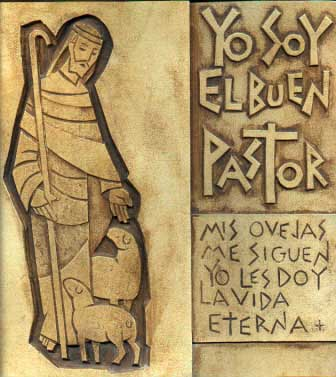 YO SOY
EL BUEN
PASTOR
MIS OVEJAS
ME SIGUEN
YO LES DOY
LA VIDA
ETERNA +